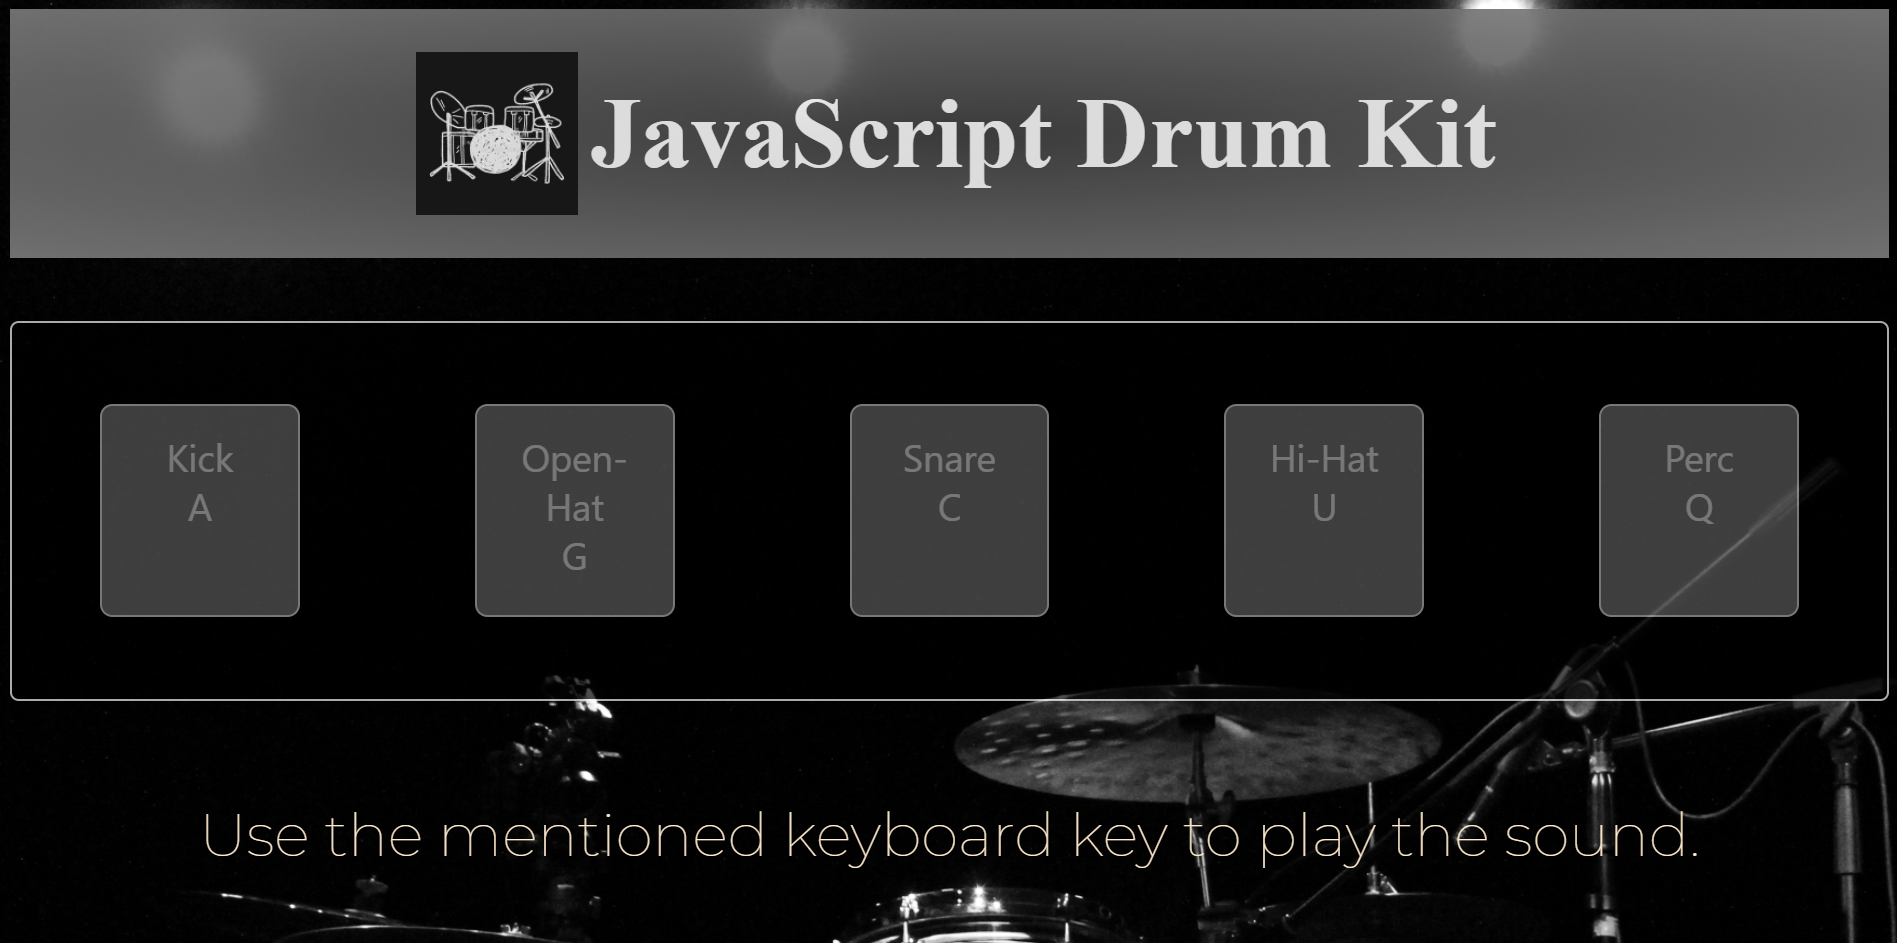 JavaScript Drum Kit
Kick
A
Open-
Hat
G
Snare
C
Hi-Hat
U
Perc
Q
Use the mentioned keyboard key to play the sound.